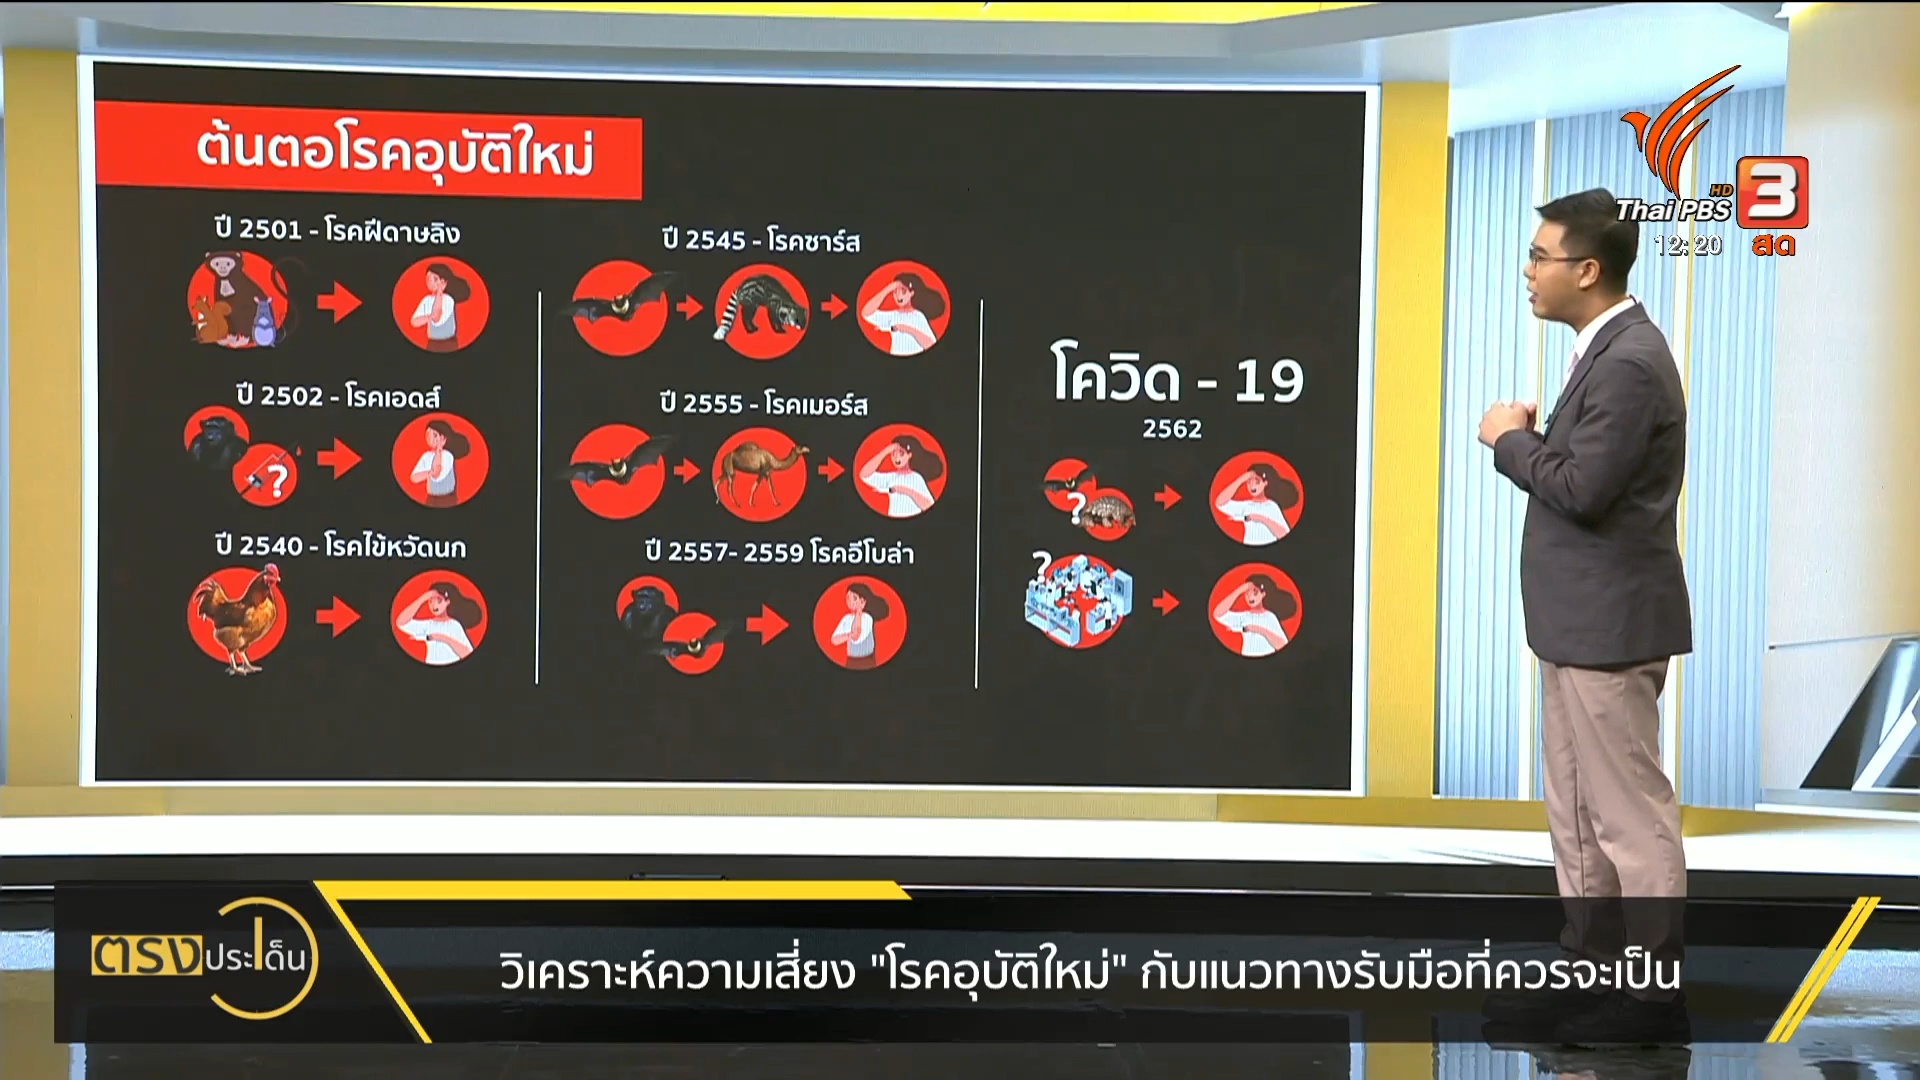 ต้นตอโรคอุบัติใหม่
ปี 2501 - โรคฝีดาษลิง
ปี 2502 - โรคเอดส์
?
ปี 2540 - โรคไข้หวัดนก
ปี 2545 - โรคซาร์ส
ปี 2555 - โรคเมอร์ส
ปี 2557- 2559 โรคอีโบล่า
โควิด - 19
2562
?
?
HD
Thai PBS 3
12:20 สด
ตรงประเด็น
วิเคราะห์ความเสี่ยง "โรคอุบัติใหม่" กับแนวทางรับมือที่ควรจะเป็น